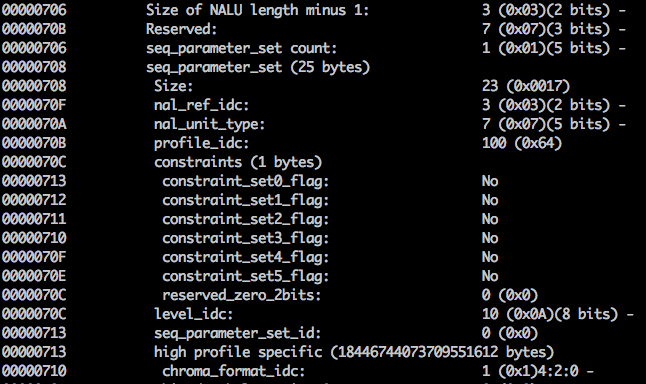 00000706 Size of NALU length minus 1: 3 (0x03)(2 bits) -
0000070B Reserved: 7 (0x07)(3 bits) -
00000706 seq_parameter_set count: 1 (0x01)(5 bits) -
00000708 seq_parameter_set (25 bytes)
00000708 Size: 23 (0x0017)
0000070F nal_ref_idc: 3 (0x03)(2 bits) -
0000070A nal_unit_type: 7 (0x07)(5 bits) -
0000070B profile_idc: 100 (0x64)
0000070C constraints (1 bytes)
00000713 constraint_set0_flag: No
00000712 constraint_set1_flag: No
00000711 constraint_set2_flag: No
00000710 constraint_set3_flag: No
0000070F constraint_set4_flag: No
0000070E constraint_set5_flag: No
0000070C reserved_zero_2bits: 0 (0x0)
0000070C level_idc: 10 (0x0A)(8 bits) -
00000713 seq_parameter_set_id: 0 (0x0)
00000713 high profile specific (18446744073709551612 bytes)
00000710 chroma_format_idc: 1 (0x1)4:2:0 -